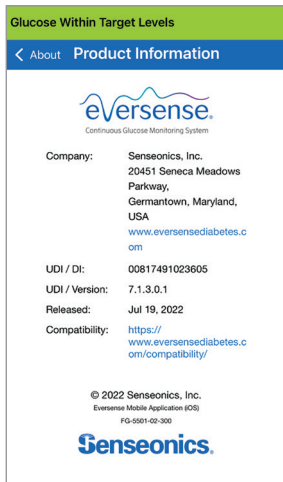 Glucose Within Target Levels
About Product Information
eversense.
Continuous Glucose Monitoring System
Company: Senseonics, Inc.
20451 Seneca Meadows
Parkway,
Germantown, Maryland,
USA
www.eversensediabetes.c
om
UDI / DI: 00817491023605
UDI / Version: 7.1.3.0.1
Released: Jul 19, 2022
Compatibility: https://
www.eversensediabetes.c
om/compatibility/
© 2022 Senseonics, Inc.
Eversense Mobile Application (iOS)
FG-5501-02-300
Senseonics.